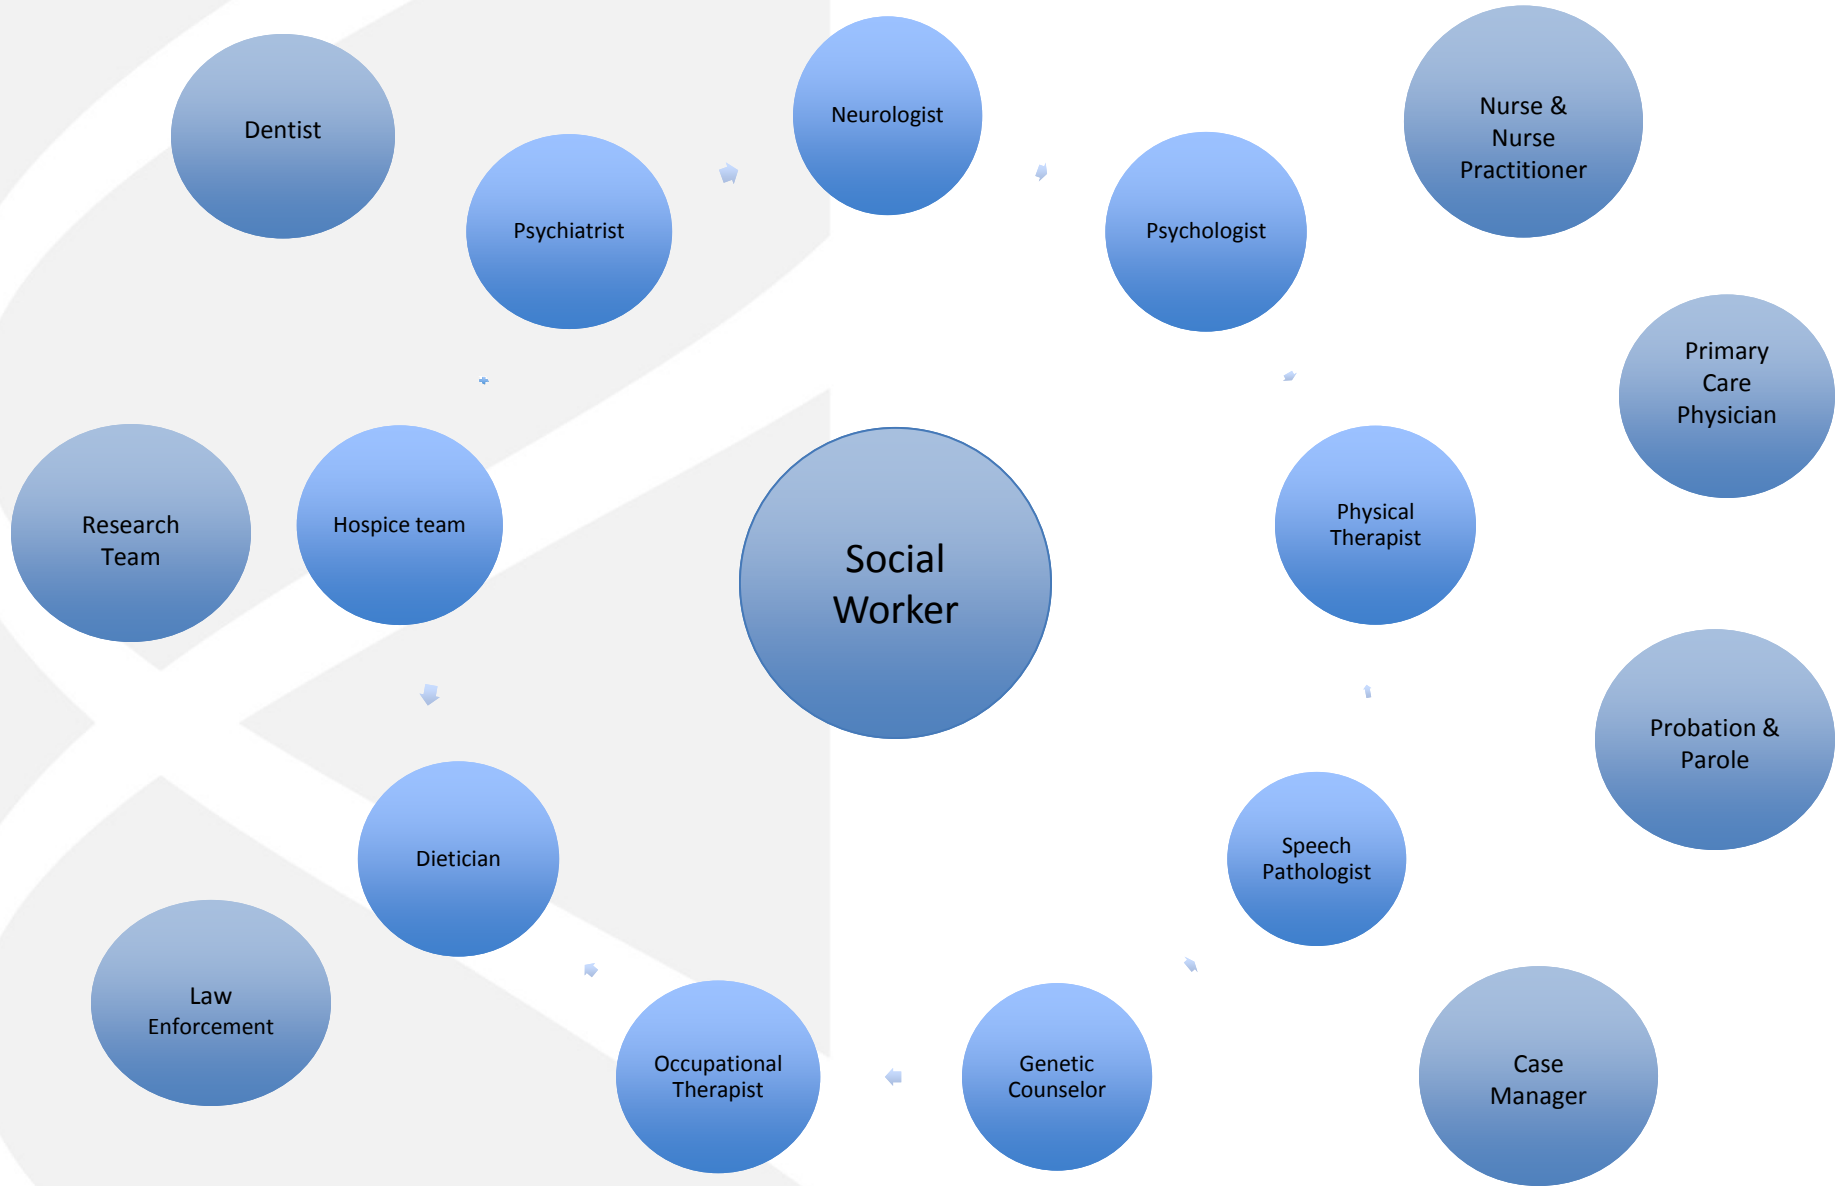 Dentist
Neurologist
Nurse &
Nurse
Practitioner
Psychiatrist
Psychologist
Primary
Care
Physician
Research
Team
Hospice team
Social
Worker
Physical
Therapist
Probation &
Parole
Dietician
Speech
Pathologist
Law
Enforcement
Occupational
Therapist
Genetic
Counselor
Case
Manager